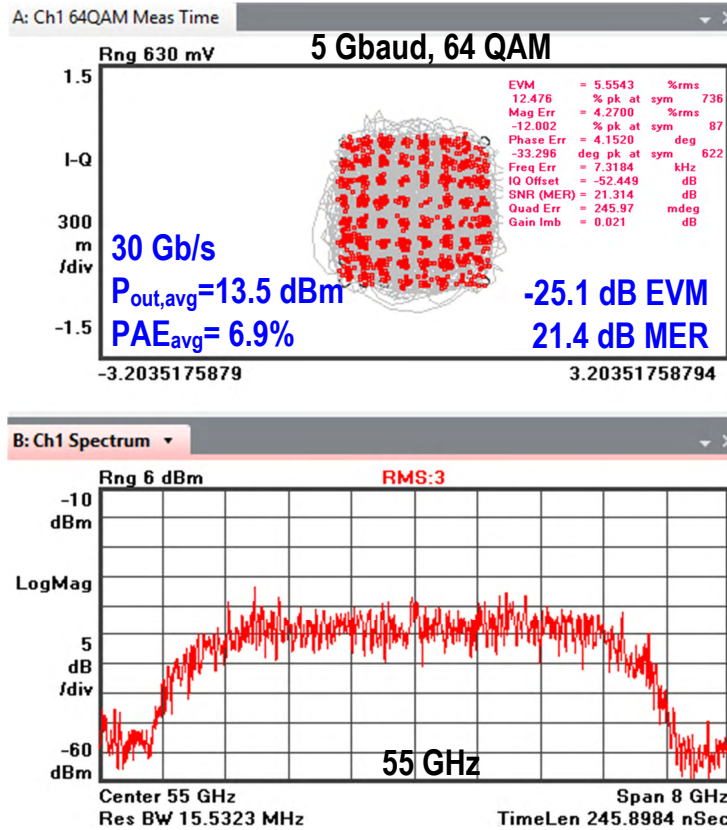 A: Ch1 64QAM Meas Time
Rng 630 mV
5 Gbaud, 64 QAM
1.5
I-Q
300
m
/div
-1.5
EVM = 5.5543 %rms
12.476 % pk at sym 736
Mag Err = 4.2700 %rms
-12.002 % pk at sym 87
Phase Err = 4.1520 deg
-33.296 deg pk at sym 622
Freq Err = 7.3184 kHz
IQ Offset = -52.449 dB
SNR (MER) = 21.314 dB
Quad Err = 245.97 mdeg
Gain Imb = 0.021 dB
30 Gb/s
Pout,avg=13.5 dBm
PAEavg= 6.9%
-25.1 dB EVM
21.4 dB MER
-3.2035175879
3.20351758794
B: Ch1 Spectrum
Rng 6 dBm
RMS:3
-10
dBm
LogMag
5
dB
/div
-60
dBm
55 GHz
Center 55 GHz
Span 8 GHz
Res BW 15.5323 MHz
TimeLen 245.8984 nSec